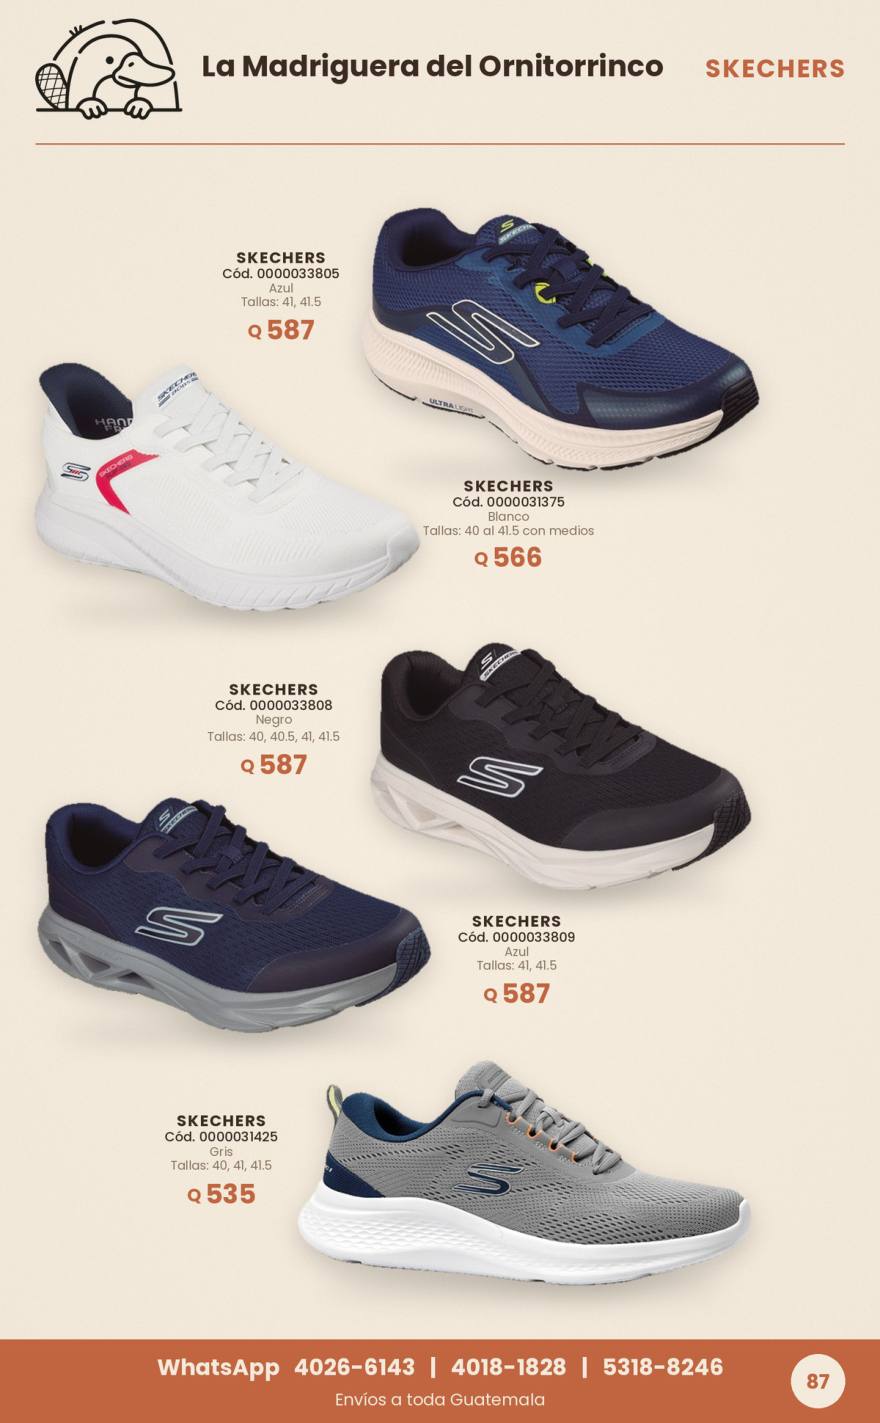 La Madriguera del Ornitorrinco
SKECHERS
SKECHERS
Cód. 0000033805
Azul
Tallas: 41, 41.5
Q 587
ULTRA LIGHT
SKECHERS
SKECHERS
Cód. 0000031375
Blanco
Tallas: 40 al 41.5 con medios
Q 566
SKECHERS
Cód. 0000033808
Negro
Tallas: 40, 40.5, 41, 41.5
Q 587
SKECHERS
Cód. 0000033809
Azul
Tallas: 41, 41.5
Q 587
SKECHERS
Cód. 0000031425
Gris
Tallas: 40, 41, 41.5
Q 535
WhatsApp 4026-6143 | 4018-1828 | 5318-8246
Envíos a toda Guatemala
87